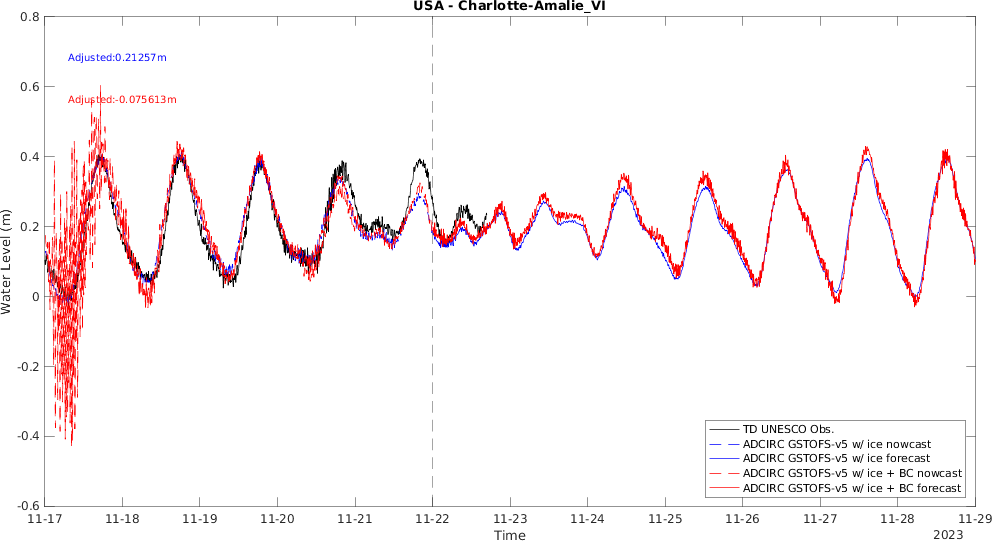 USA - Charlotte-Amalie_VI
0.8
0.6
0.4
0.2
0
-0.2
-0.4
-0.6
Water Level (m)
Adjusted:0.21257m
Adjusted:-0.075613m
TD UNESCO Obs.
ADCIRC GSTOFS-v5 w/ ice nowcast
ADCIRC GSTOFS-v5 w/ ice forecast
ADCIRC GSTOFS-v5 w/ ice + BC nowcast
ADCIRC GSTOFS-v5 w/ ice + BC forecast
11-17 11-18 11-19 11-20 11-21 11-22 11-23 11-24 11-25 11-26 11-27 11-28 11-29
Time
2023